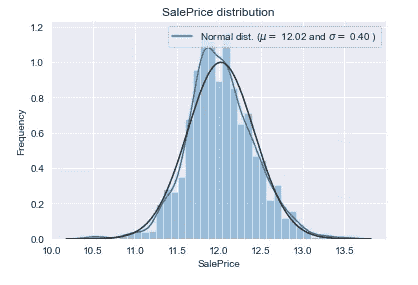 SalePrice distribution
Normal dist. (μ = 12.02 and σ = 0.40 )
1.2
1.0
0.8
0.6
0.4
0.2
0.0
Frequency
10.0 10.5 11.0 11.5 12.0 12.5 13.0 13.5
SalePrice